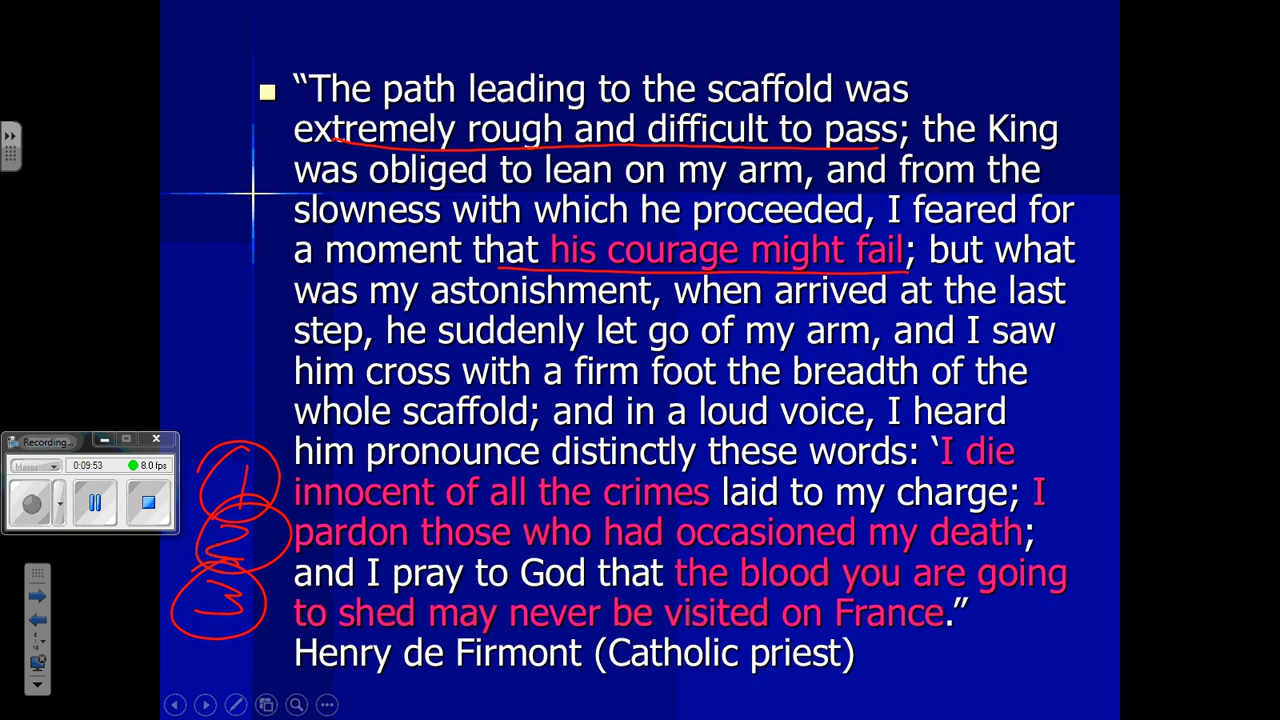 “The path leading to the scaffold was
extremely rough and difficult to pass; the King
was obliged to lean on my arm, and from the
slowness with which he proceeded, I feared for
a moment that his courage might fail; but what
was my astonishment, when arrived at the last
step, he suddenly let go of my arm, and I saw
him cross with a firm foot the breadth of the
whole scaffold; and in a loud voice, I heard
him pronounce distinctly these words: ‘I die
innocent of all the crimes laid to my charge; I
pardon those who had occasioned my death;
and I pray to God that the blood you are going
to shed may never be visited on France.”
Henry de Firmont (Catholic priest)
Recording...
Menu
0:09:53
8.0 fps
1
2
3